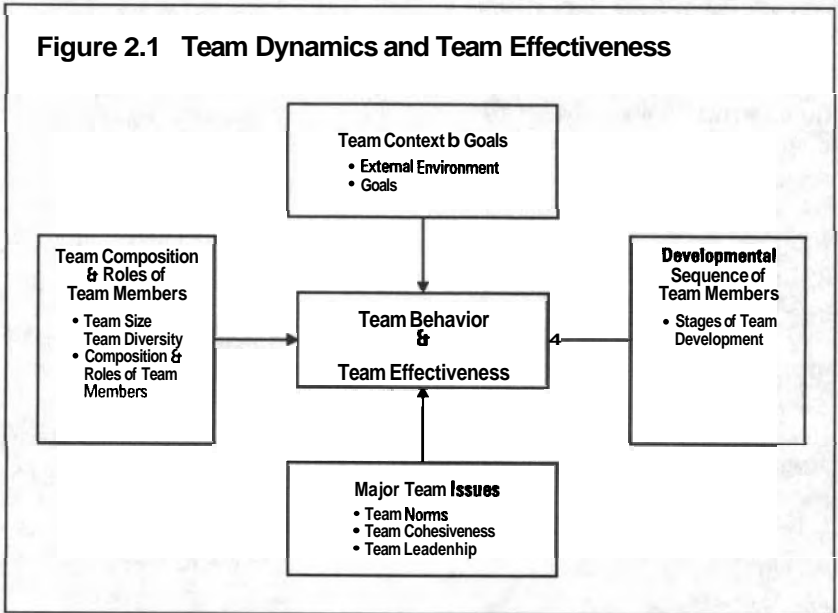 Figure 2.1 Team Dynamics and Team Effectiveness
Team Context b Goals
• External Environment
• Goals
Team Composition
& Roles of
Team Members
• Team Size
Team Diversity
• Composition &
Roles of Team
Members
Team Behavior
&
Team Effectiveness
4
Developmental
Sequence of
Team Members
• Stages of Team
Development
Major Team Issues
• Team Norms
• Team Cohesiveness
• Team Leadenhip